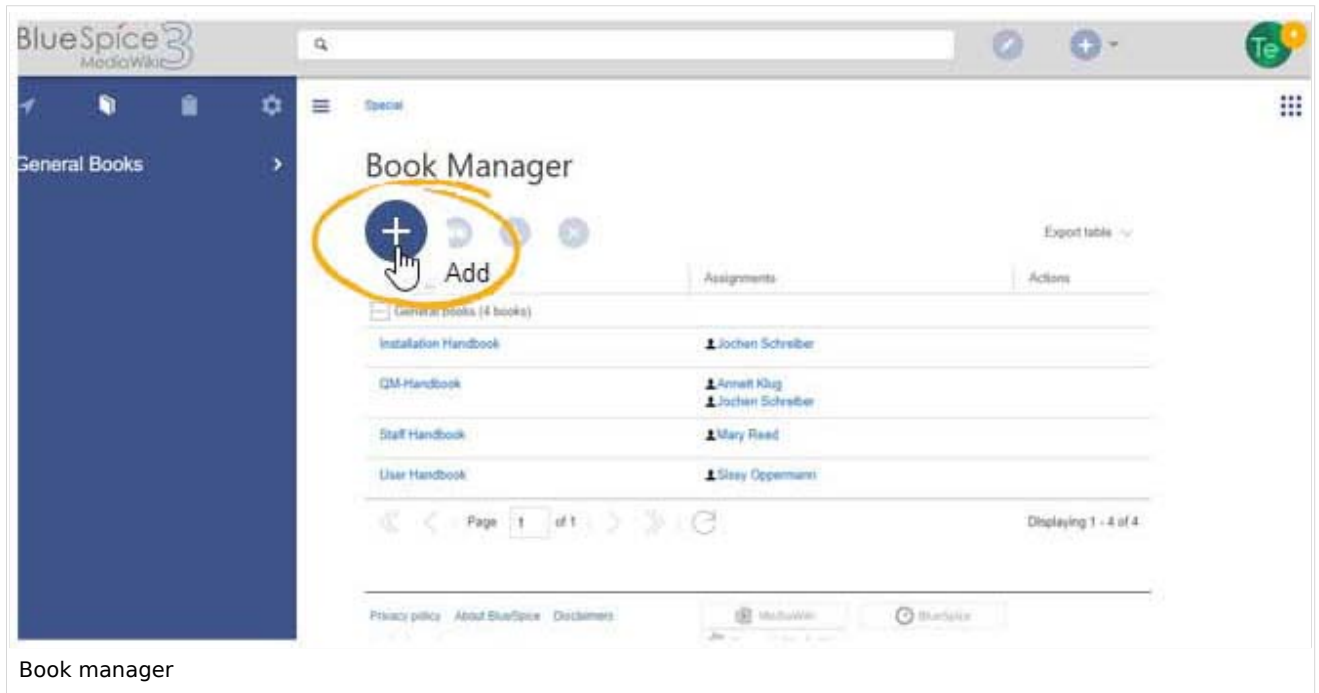 BlueSpice 3
MediaWiki
Te
Special
General Books
Book Manager
Export table
Add
Assignments
Actions
General Books (4 books)
Installation Handbook
Jochen Schreiber
QM-Handbook
Annett Klug
Jochen Schreiber
Staff Handbook
Mary Reed
User Handbook
Sissy Oppermann
Page 1 of 1
Displaying 1 - 4 of 4
Privacy policy About BlueSpice Disclaimers
MediaWiki
BlueSpice
Book manager